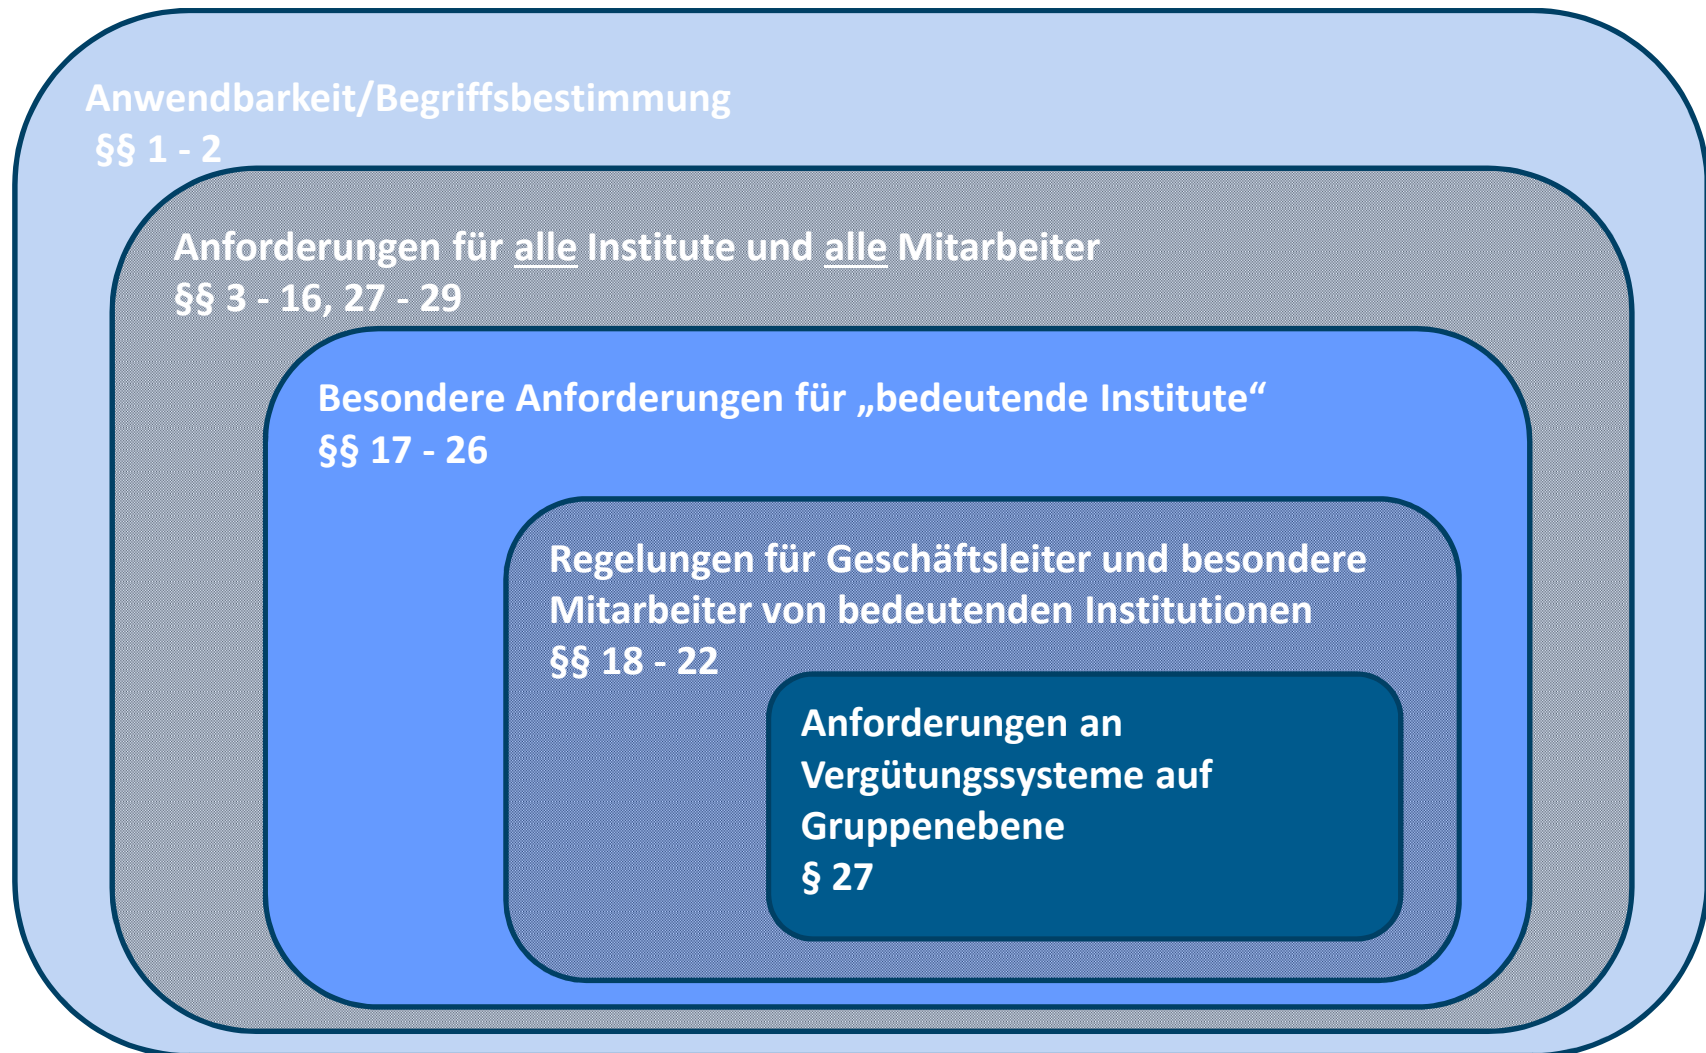 Anwendbarkeit/Begriffsbestimmung
§§ 1 - 2
Anforderungen für alle Institute und alle Mitarbeiter
§§ 3 - 16, 27 - 29
Besondere Anforderungen für „bedeutende Institute“
§§ 17 - 26
Regelungen für Geschäftsleiter und besondere
Mitarbeiter von bedeutenden Institutionen
§§ 18 - 22
Anforderungen an
Vergütungssysteme auf
Gruppenebene
§ 27